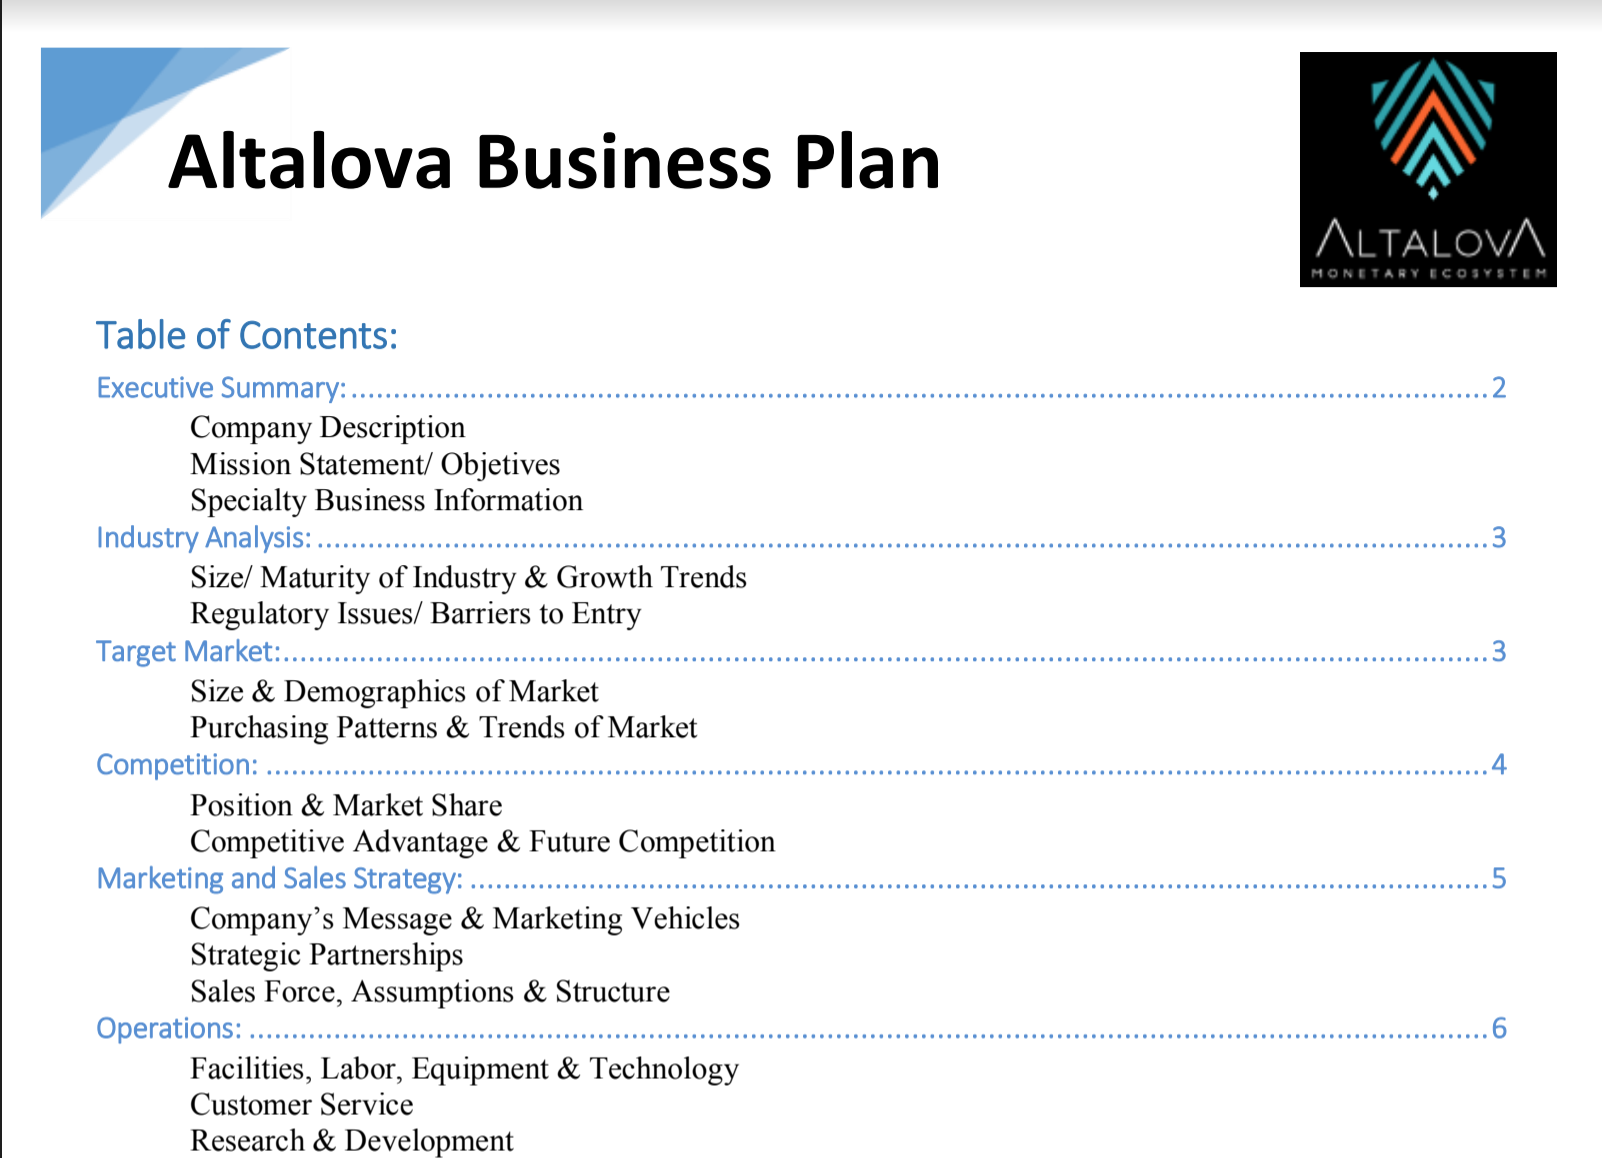 Altalova Business Plan
ALTALOVA
MONETARY ECOSYSTEM
Table of Contents:
Executive Summary: 2
Company Description
Mission Statement/ Objetives
Specialty Business Information
Industry Analysis: 3
Size/ Maturity of Industry & Growth Trends
Regulatory Issues/ Barriers to Entry
Target Market: 3
Size & Demographics of Market
Purchasing Patterns & Trends of Market
Competition: 4
Position & Market Share
Competitive Advantage & Future Competition
Marketing and Sales Strategy: 5
Company’s Message & Marketing Vehicles
Strategic Partnerships
Sales Force, Assumptions & Structure
Operations: 6
Facilities, Labor, Equipment & Technology
Customer Service
Research & Development